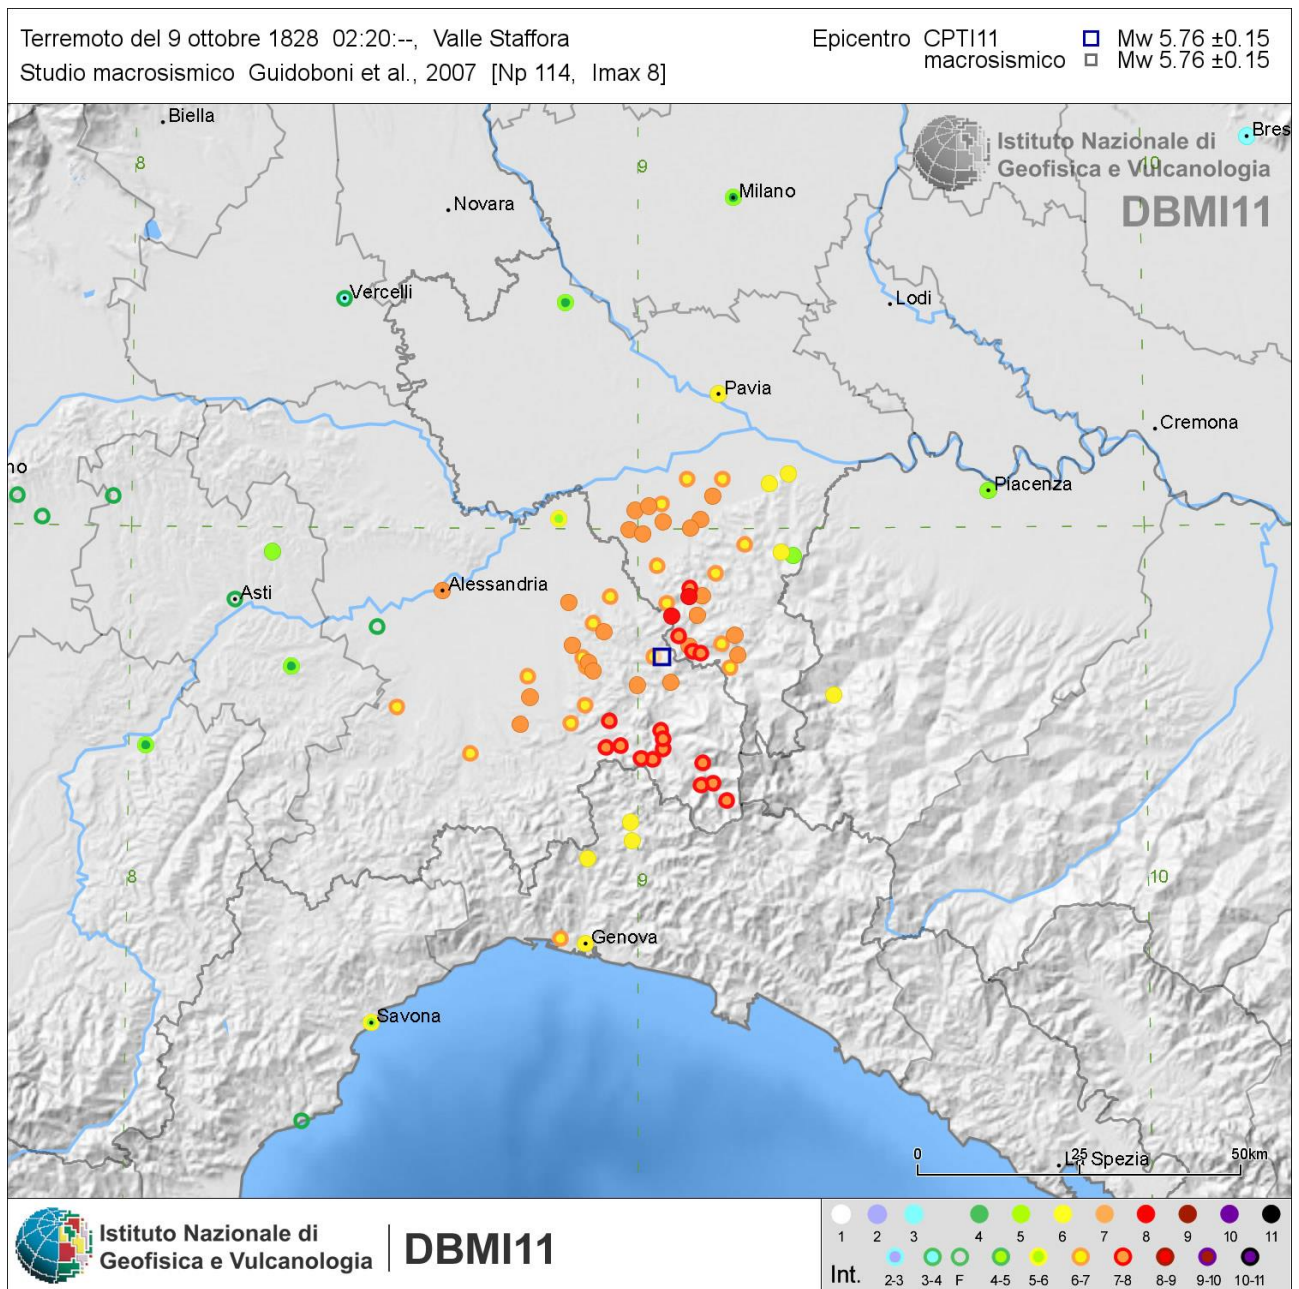 Terremoto del 9 ottobre 1828  02:20:--,  Valle Staffora
Studio macrosismico  Guidoboni et al., 2007  [Np 114,  Imax 8]
Epicentro  CPTI11  Mw 5.76 ±0.15
macrosismico  Mw 5.76 ±0.15
Biella
Bres
8
9
10
Istituto Nazionale di
Geofisica e Vulcanologia
DBMI11
Milano
Novara
Vercelli
Lodi
Pavia
Cremona
no
Piacenza
Alessandria
Asti
8
9
10
Genova
Savona
La Spezia
0 25 50km
Istituto Nazionale di
Geofisica e Vulcanologia
DBMI11
1 2 3 4 5 6 7 8 9 10 11
Int. 2-3 3-4 F 4-5 5-6 6-7 7-8 8-9 9-10 10-11